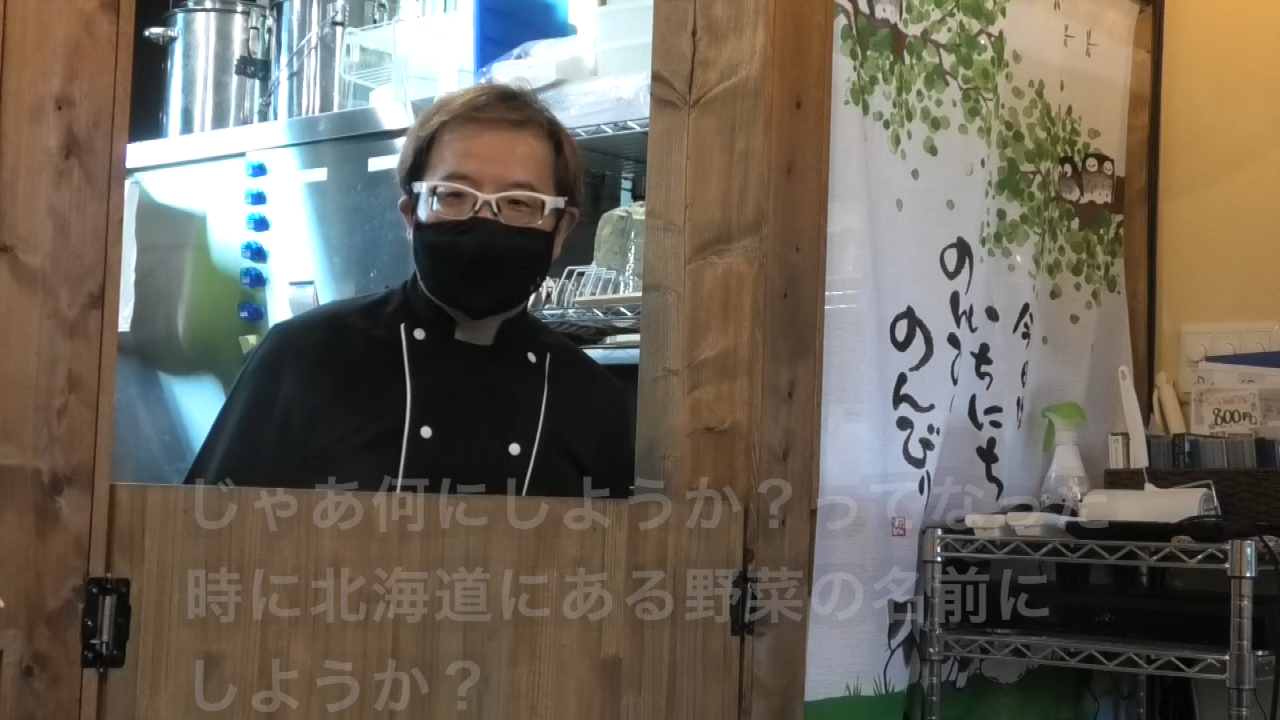 じゃあ何にしようか？ってなった
時に北海道にある野菜の名前に
しようか？
今日は
いちにち
のんびり
のんびり
800円